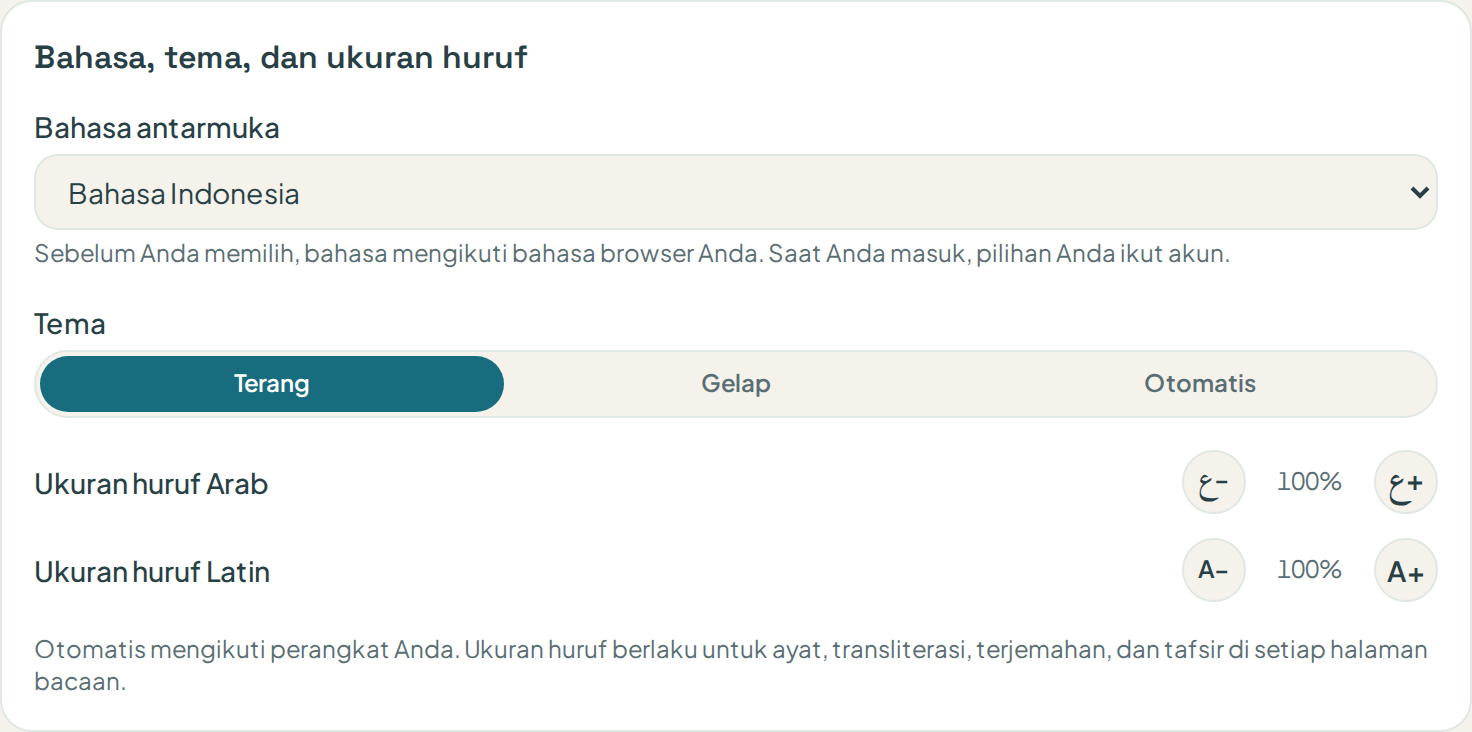 Bahasa, tema, dan ukuran huruf
Bahasa antarmuka
Bahasa Indonesia
Sebelum Anda memilih, bahasa mengikuti bahasa browser Anda. Saat Anda masuk, pilihan Anda ikut akun.
Tema
Terang Gelap Otomatis
Ukuran huruf Arab ع− 100% ع+
Ukuran huruf Latin A− 100% A+
Otomatis mengikuti perangkat Anda. Ukuran huruf berlaku untuk ayat, transliterasi, terjemahan, dan tafsir di setiap halaman
bacaan.